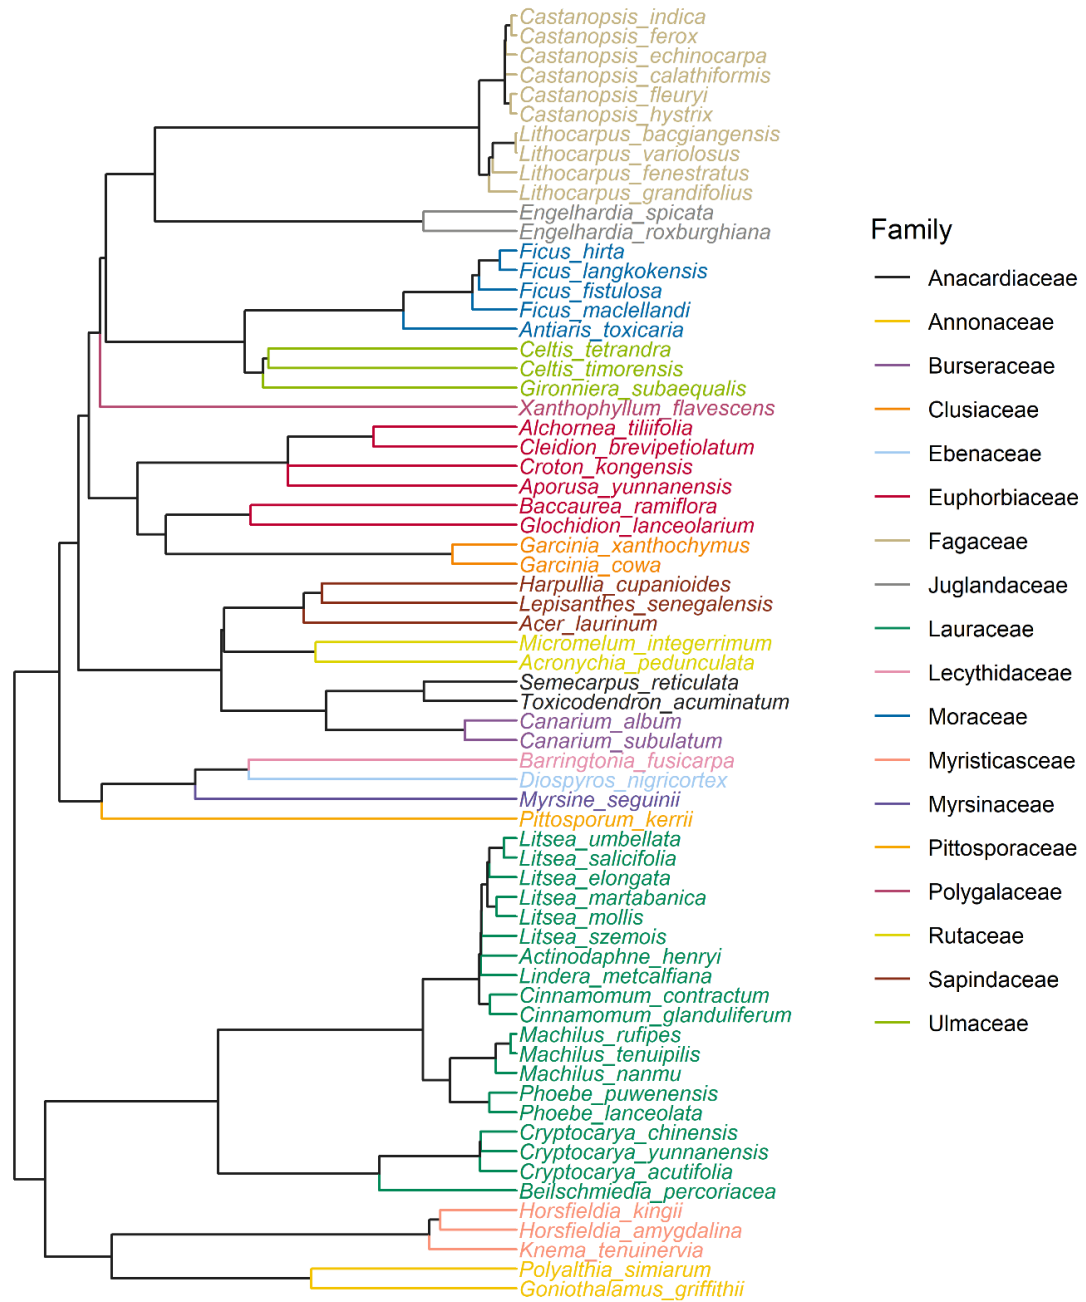 Castanopsis_indica
Castanopsis_ferox
Castanopsis_echinocarpa
Castanopsis_calathiformis
Castanopsis_fleuryi
Castanopsis_hystrix
Lithocarpus_bacgiangensis
Lithocarpus_variolosus
Lithocarpus_fenestratus
Lithocarpus_grandifolius
Engelhardia_spicata
Engelhardia_roxburghiana
Ficus_hirta
Ficus_langkokensis
Ficus_fistulosa
Ficus_maclellandi
Antiaris_toxicaria
Celtis_tetrandra
Celtis_timorensis
Gironniera_subaequalis
Xanthophyllum_flavescens
Alchornea_tiliifolia
Cleidion_brevipetiolatum
Croton_kongensis
Aporusa_yunnanensis
Baccaurea_ramiflora
Glochidion_lanceolarium
Garcinia_xanthochymus
Garcinia_cowa
Harpullia_cupanioides
Lepisanthes_senegalensis
Acer_laurinum
Micromelum_integerrimum
Acronychia_pedunculata
Semecarpus_reticulata
Toxicodendron_acuminatum
Canarium_album
Canarium_subulatum
Barringtonia_fusicarpa
Diospyros_nigricortex
Myrsine_seguinii
Pittosporum_kerrii
Litsea_umbellata
Litsea_salicifolia
Litsea_elongata
Litsea_martabanica
Litsea_mollis
Litsea_szemois
Actinodaphne_henryi
Lindera_metcalfiana
Cinnamomum_contractum
Cinnamomum_glanduliferum
Machilus_rufipes
Machilus_tenuipilis
Machilus_nanmu
Phoebe_puwenensis
Phoebe_lanceolata
Cryptocarya_chinensis
Cryptocarya_yunnanensis
Cryptocarya_acutifolia
Beilschmiedia_percoriacea
Horsfieldia_kingii
Horsfieldia_amygdalina
Knema_tenuinervia
Polyalthia_simiarum
Goniothalamus_griffithii
Family
Anacardiaceae
Annonaceae
Burseraceae
Clusiaceae
Ebenaceae
Euphorbiaceae
Fagaceae
Juglandaceae
Lauraceae
Lecythidaceae
Moraceae
Myristicasceae
Myrsinaceae
Pittosporaceae
Polygalaceae
Rutaceae
Sapindaceae
Ulmaceae